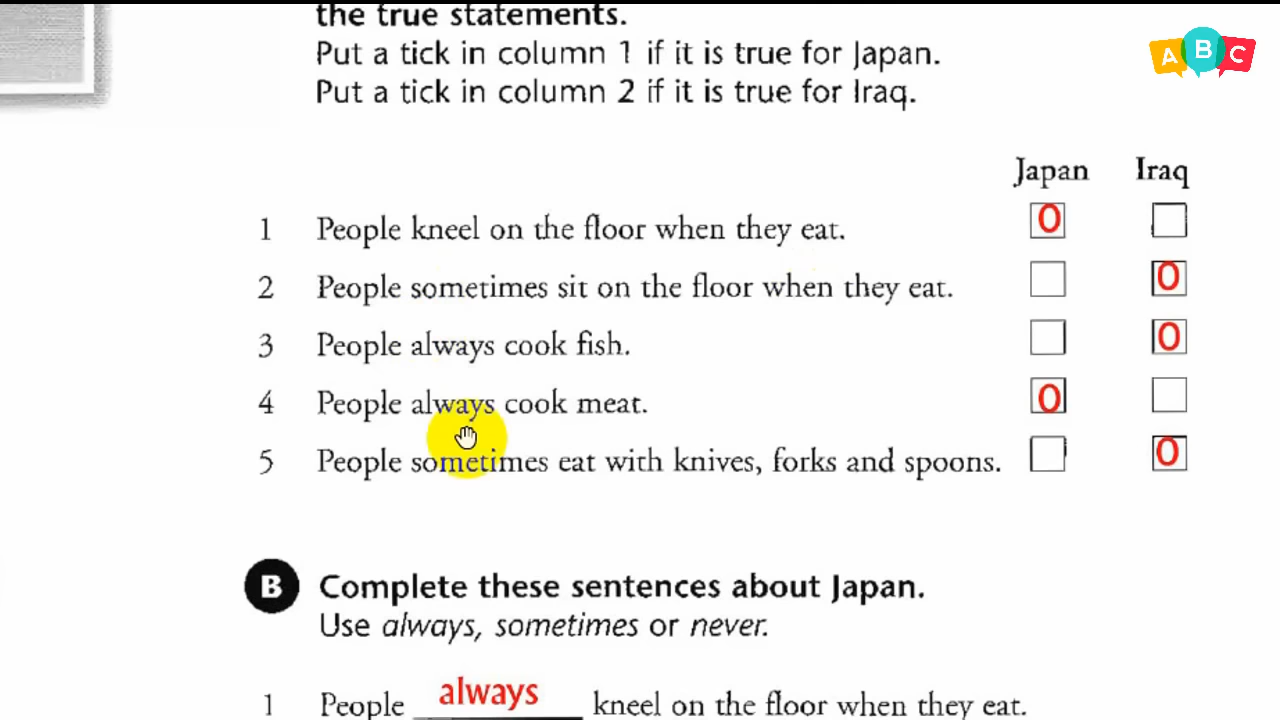 the true statements.
Put a tick in column 1 if it is true for Japan.
Put a tick in column 2 if it is true for Iraq.
A B C
Japan Iraq
1 People kneel on the floor when they eat. O
2 People sometimes sit on the floor when they eat. O
3 People always cook fish. O
4 People always cook meat. O
5 People sometimes eat with knives, forks and spoons. O
B Complete these sentences about Japan.
Use always, sometimes or never.
1 People always kneel on the floor when they eat.